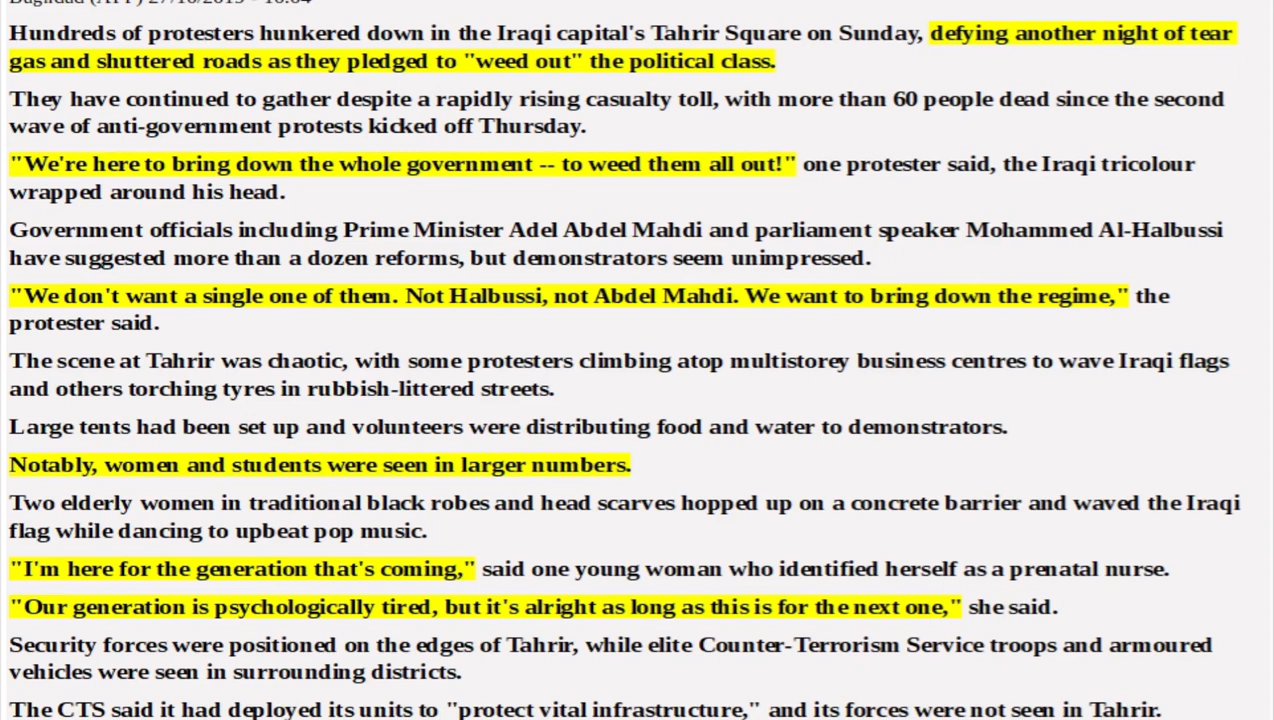 Baghdad (AFP) 27/10/2019 - 16:04
Hundreds of protesters hunkered down in the Iraqi capital's Tahrir Square on Sunday, defying another night of tear
gas and shuttered roads as they pledged to "weed out" the political class.
They have continued to gather despite a rapidly rising casualty toll, with more than 60 people dead since the second
wave of anti-government protests kicked off Thursday.
"We're here to bring down the whole government -- to weed them all out!" one protester said, the Iraqi tricolour
wrapped around his head.
Government officials including Prime Minister Adel Abdel Mahdi and parliament speaker Mohammed Al-Halbussi
have suggested more than a dozen reforms, but demonstrators seem unimpressed.
"We don't want a single one of them. Not Halbussi, not Abdel Mahdi. We want to bring down the regime," the
protester said.
The scene at Tahrir was chaotic, with some protesters climbing atop multistorey business centres to wave Iraqi flags
and others torching tyres in rubbish-littered streets.
Large tents had been set up and volunteers were distributing food and water to demonstrators.
Notably, women and students were seen in larger numbers.
Two elderly women in traditional black robes and head scarves hopped up on a concrete barrier and waved the Iraqi
flag while dancing to upbeat pop music.
"I'm here for the generation that's coming," said one young woman who identified herself as a prenatal nurse.
"Our generation is psychologically tired, but it's alright as long as this is for the next one," she said.
Security forces were positioned on the edges of Tahrir, while elite Counter-Terrorism Service troops and armoured
vehicles were seen in surrounding districts.
The CTS said it had deployed its units to "protect vital infrastructure," and its forces were not seen in Tahrir.